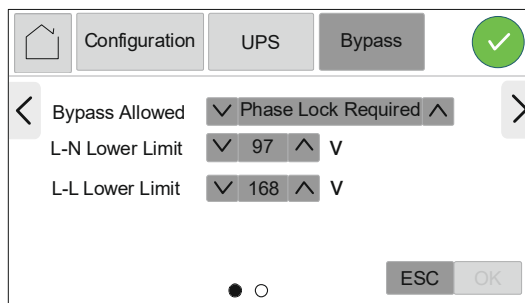 Configuration UPS Bypass
Bypass Allowed Phase Lock Required
L-N Lower Limit 97 V
L-L Lower Limit 168 V
ESC OK